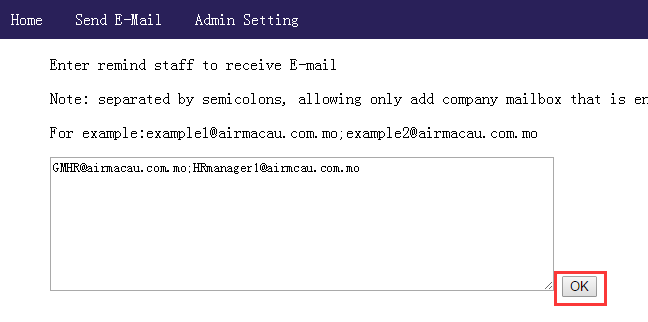 Home Send E-Mail Admin Setting
Enter remind staff to receive E-mail
Note: separated by semicolons, allowing only add company mailbox that is en
For example:example1@airmacau.com.mo;example2@airmacau.com.mo
GMHR@airmacau.com.mo;HRmanager1@airmcau.com.mo
OK